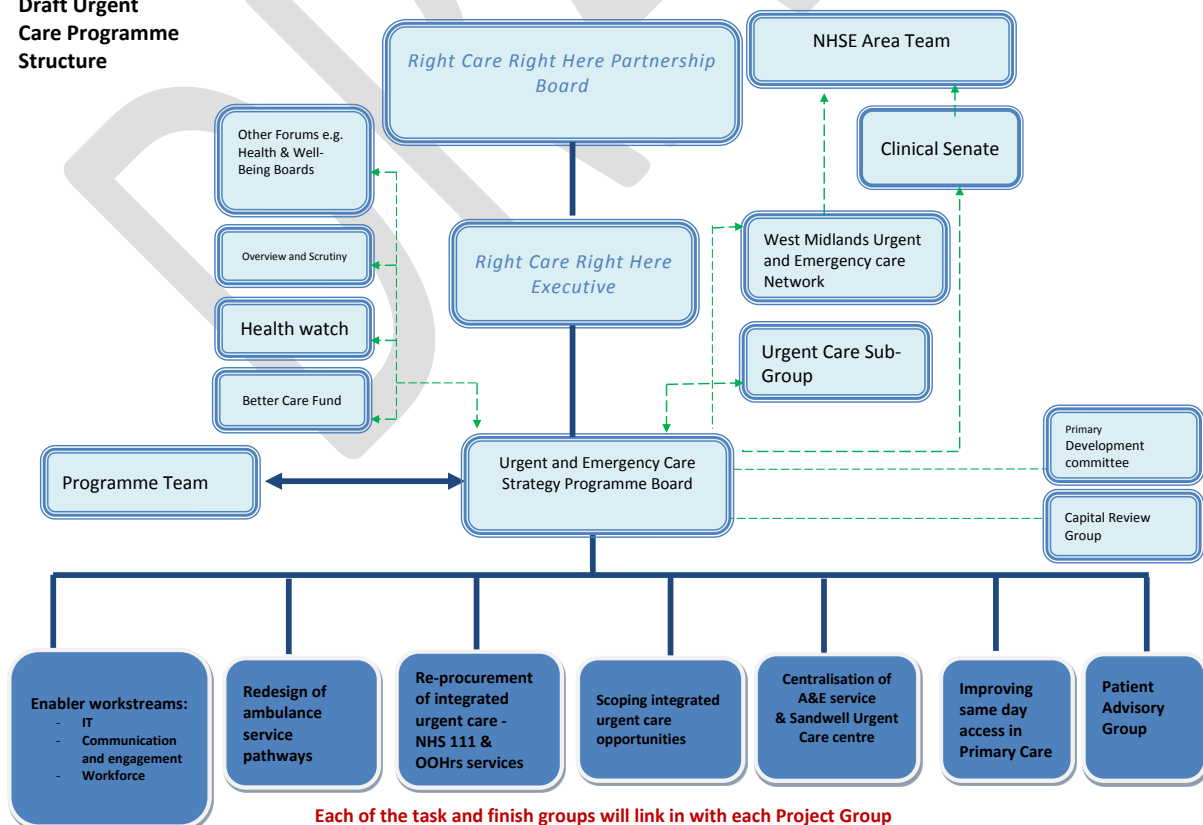 Draft Urgent
Care Programme
Structure
Right Care Right Here Partnership
Board
NHSE Area Team
Other Forums e.g.
Health & Well-
Being Boards
Clinical Senate
Overview and Scrutiny
Right Care Right Here
Executive
West Midlands Urgent
and Emergency care
Network
Health watch
Urgent Care Sub-
Group
Better Care Fund
Programme Team
Urgent and Emergency Care
Strategy Programme Board
Primary
Development
committee
Capital Review
Group
Enabler workstreams:
- IT
- Communication
and engagement
- Workforce
Redesign of
ambulance
service
pathways
Re-procurement
of integrated
urgent care -
NHS 111 &
OOHrs services
Scoping integrated
urgent care
opportunities
Centralisation of
A&E service
& Sandwell Urgent
Care centre
Improving
same day
access in
Primary Care
Patient
Advisory
Group
Each of the task and finish groups will link in with each Project Group